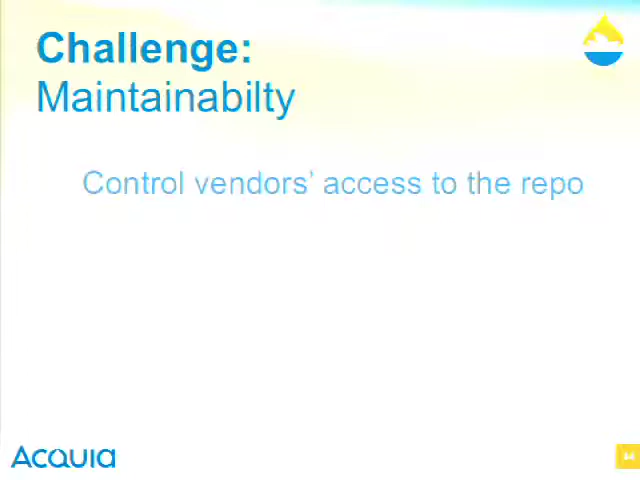 Challenge:
Maintainabilty
Control vendors’ access to the repo
Acquia